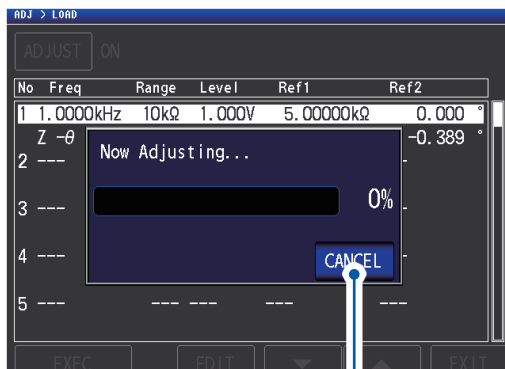 ADJ > LOAD
ADJUST ON
No Freq Range Level Ref1 Ref2
1 1.0000kHz 10kΩ 1.000V 5.00000kΩ 0.000 °
Z -θ -0.389 °
Now Adjusting...
2 --- -
0%
3 --- -
CANCEL
4 --- -
5 --- --- --- --- ---
EXEC EDIT ▼ ▲ EXIT